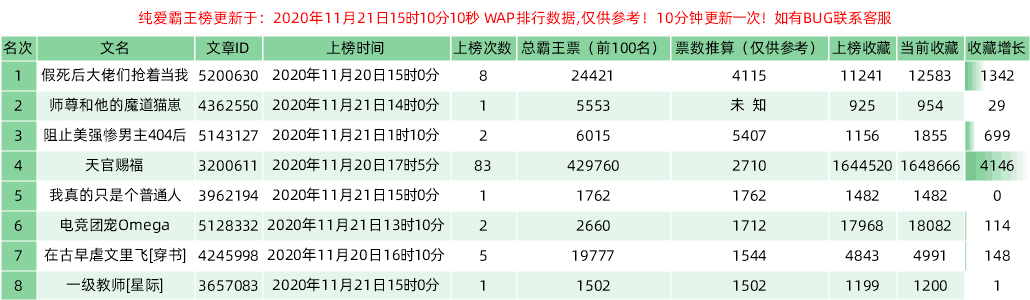 纯爱霸王榜更新于：2020年11月21日15时10分10秒 WAP排行数据,仅供参考！10分钟更新一次！如有BUG联系客服
名次 文名 文章ID 上榜时间 上榜次数 总霸王票（前100名） 票数推算（仅供参考） 上榜收藏 当前收藏 收藏增长
1 假死后大佬们抢着当我 5200630 2020年11月20日15时0分 8 24421 4115 11241 12583 1342
2 师尊和他的魔道猫崽 4362550 2020年11月21日14时0分 1 5553 未 知 925 954 29
3 阻止美强惨男主404后 5143127 2020年11月21日1时10分 2 6015 5407 1156 1855 699
4 天官赐福 3200611 2020年11月20日17时5分 83 429760 2710 1644520 1648666 4146
5 我真的只是个普通人 3962194 2020年11月21日15时0分 1 1762 1762 1482 1482 0
6 电竞团宠Omega 5128332 2020年11月21日13时10分 2 2660 1712 17968 18082 114
7 在古早虐文里飞[穿书] 4245998 2020年11月20日16时10分 5 19777 1544 4843 4991 148
8 一级教师[星际] 3657083 2020年11月21日15时0分 1 1502 1502 1199 1200 1